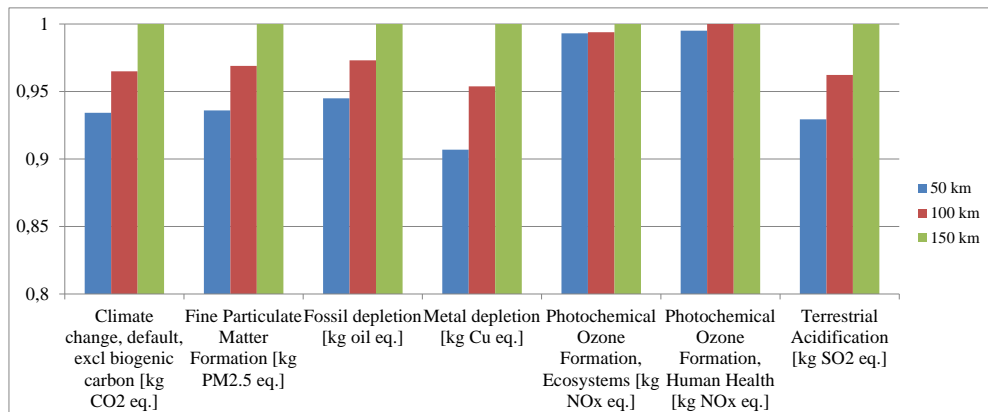 1
0,95
0,9
0,85
0,8
Climate
change, default,
excl biogenic
carbon [kg
CO2 eq.]
Fine Particulate
Matter
Formation [kg
PM2.5 eq.]
Fossil depletion
[kg oil eq.]
Metal depletion
[kg Cu eq.]
Photochemical
Ozone
Formation,
Ecosystems [kg
NOx eq.]
Photochemical
Ozone
Formation,
Human Health
[kg NOx eq.]
Terrestrial
Acidification
[kg SO2 eq.]
50 km
100 km
150 km